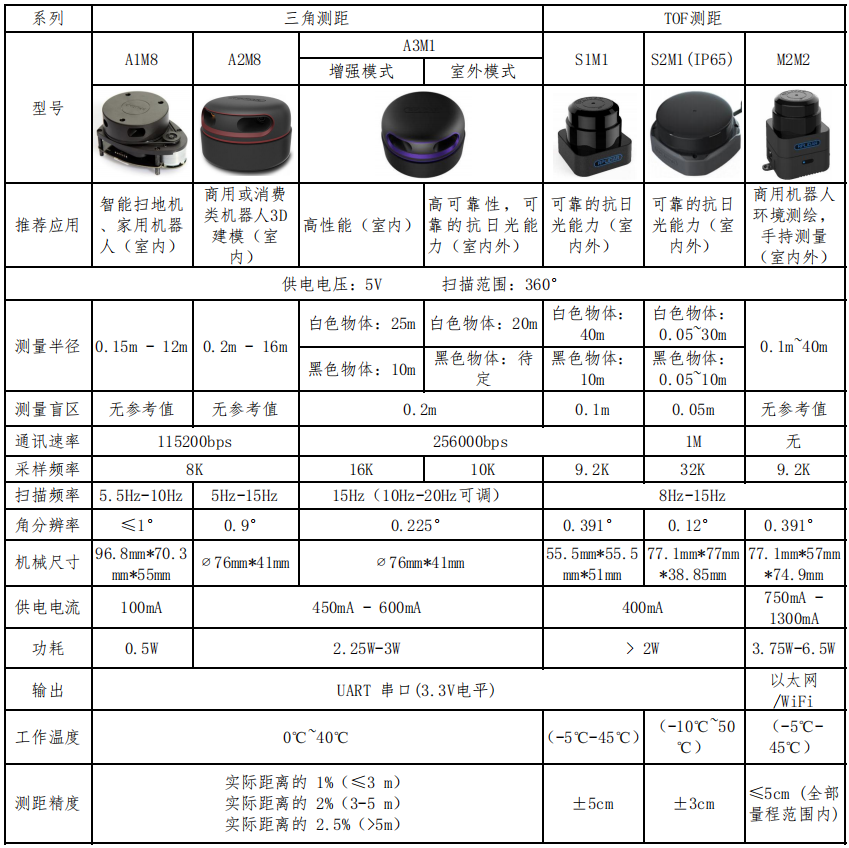 系列 三角测距 TOF测距
型号 A1M8 A2M8 A3M1 S1M1 S2M1(IP65) M2M2
增强模式 室外模式
推荐应用
智能扫地机
、家用机器
人（室内）
商用或消费
类机器人3D
建模（室
内）
高性能（室内）
高可靠性，可
靠的抗日光能
力（室内外）
可靠的抗日
光能力（室
内外）
可靠的抗日
光能力（室
内外）
商用机器人
环境测绘，
手持测量
（室内外）
供电电压：5V 扫描范围：360°
测量半径 0.15m - 12m 0.2m - 16m
白色物体：25m
黑色物体：10m
白色物体：20m
黑色物体：待
定
白色物体：
40m
黑色物体：
10m
白色物体：
0.05~30m
黑色物体：
0.05~10m
0.1m~40m
测量盲区 无参考值 无参考值 0.2m 0.1m 0.05m 无参考值
通讯速率 115200bps 256000bps 1M 无
采样频率 8K 16K 10K 9.2K 32K 9.2K
扫描频率 5.5Hz-10Hz 5Hz-15Hz 15Hz（10Hz-20Hz可调） 8Hz-15Hz
角分辨率 ≤1° 0.9° 0.225° 0.391° 0.12° 0.391°
机械尺寸
96.8mm*70.3
mm*55mm
∅76mm*41mm
∅76mm*41mm
55.5mm*55.5
mm*51mm
77.1mm*77mm
*38.85mm
77.1mm*57mm
*74.9mm
供电电流 100mA 450mA - 600mA 400mA
750mA -
1300mA
功耗 0.5W 2.25W-3W > 2W 3.75W-6.5W
输出 UART 串口(3.3V电平)
以太网
/WiFi
工作温度 0℃~40℃ （-5℃-45℃）
（-10℃~50
℃）
（-5℃-
45℃）
测距精度
实际距离的 1%（≤3 m）
实际距离的 2%（3-5 m）
实际距离的 2.5%（>5m）
±5cm
±3cm
≤5cm (全部
量程范围内)